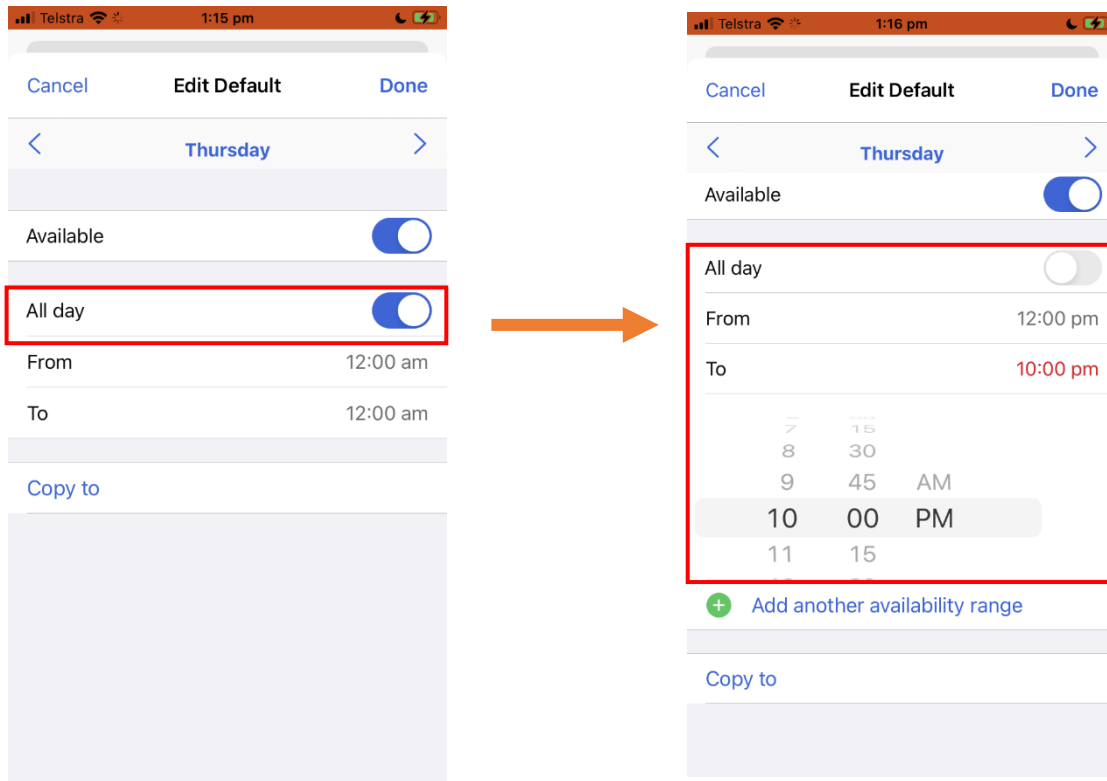 Telstra 1:15 pm
Cancel Edit Default Done
Thursday
Available
All day
From 12:00 am
To 12:00 am
Copy to
Telstra 1:16 pm
Cancel Edit Default Done
Thursday
Available
All day
From 12:00 pm
To 10:00 pm
7 15
8 30
9 45 AM
10 00 PM
11 15
Add another availability range
Copy to